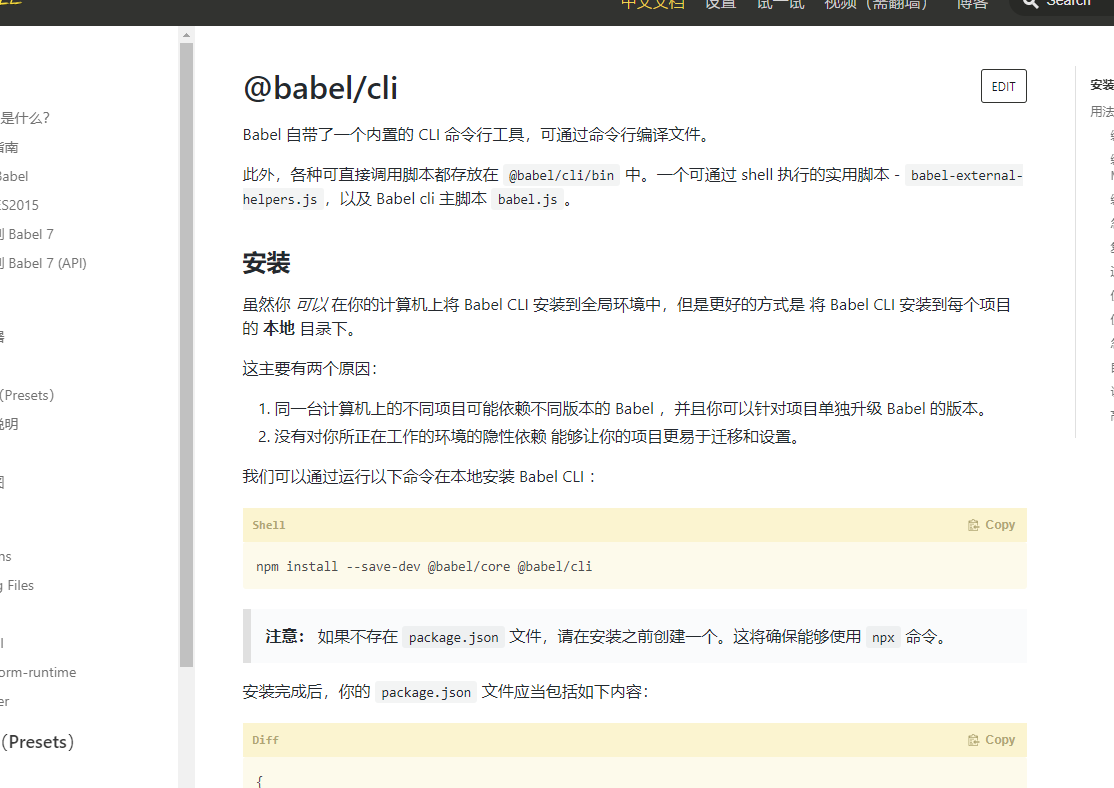 中文文档 设置 试一试 视频（需翻墙） 博客 Search
是什么？
指南
Babel
ES2015
到 Babel 7
到 Babel 7 (API)
器
（Presets）
说明
图
ns
g Files
l
orm-runtime
er
（Presets）
@babel/cli
EDIT
Babel 自带了一个内置的 CLI 命令行工具，可通过命令行编译文件。
此外，各种可直接调用脚本都存放在 @babel/cli/bin 中。一个可通过 shell 执行的实用脚本 - babel-external-
helpers.js ，以及 Babel cli 主脚本 babel.js 。
安装
虽然你 可以 在你的计算机上将 Babel CLI 安装到全局环境中，但是更好的方式是 将 Babel CLI 安装到每个项目
的 本地 目录下。
这主要有两个原因：
1. 同一台计算机上的不同项目可能依赖不同版本的 Babel ，并且你可以针对项目单独升级 Babel 的版本。
2. 没有对你所正在工作的环境的隐性依赖 能够让你的项目更易于迁移和设置。
我们可以通过运行以下命令在本地安装 Babel CLI ：
Shell Copy
npm install --save-dev @babel/core @babel/cli
注意： 如果不存在 package.json 文件，请在安装之前创建一个。这将确保能够使用 npx 命令。
安装完成后，你的 package.json 文件应当包括如下内容：
Diff Copy
{
安装
用法